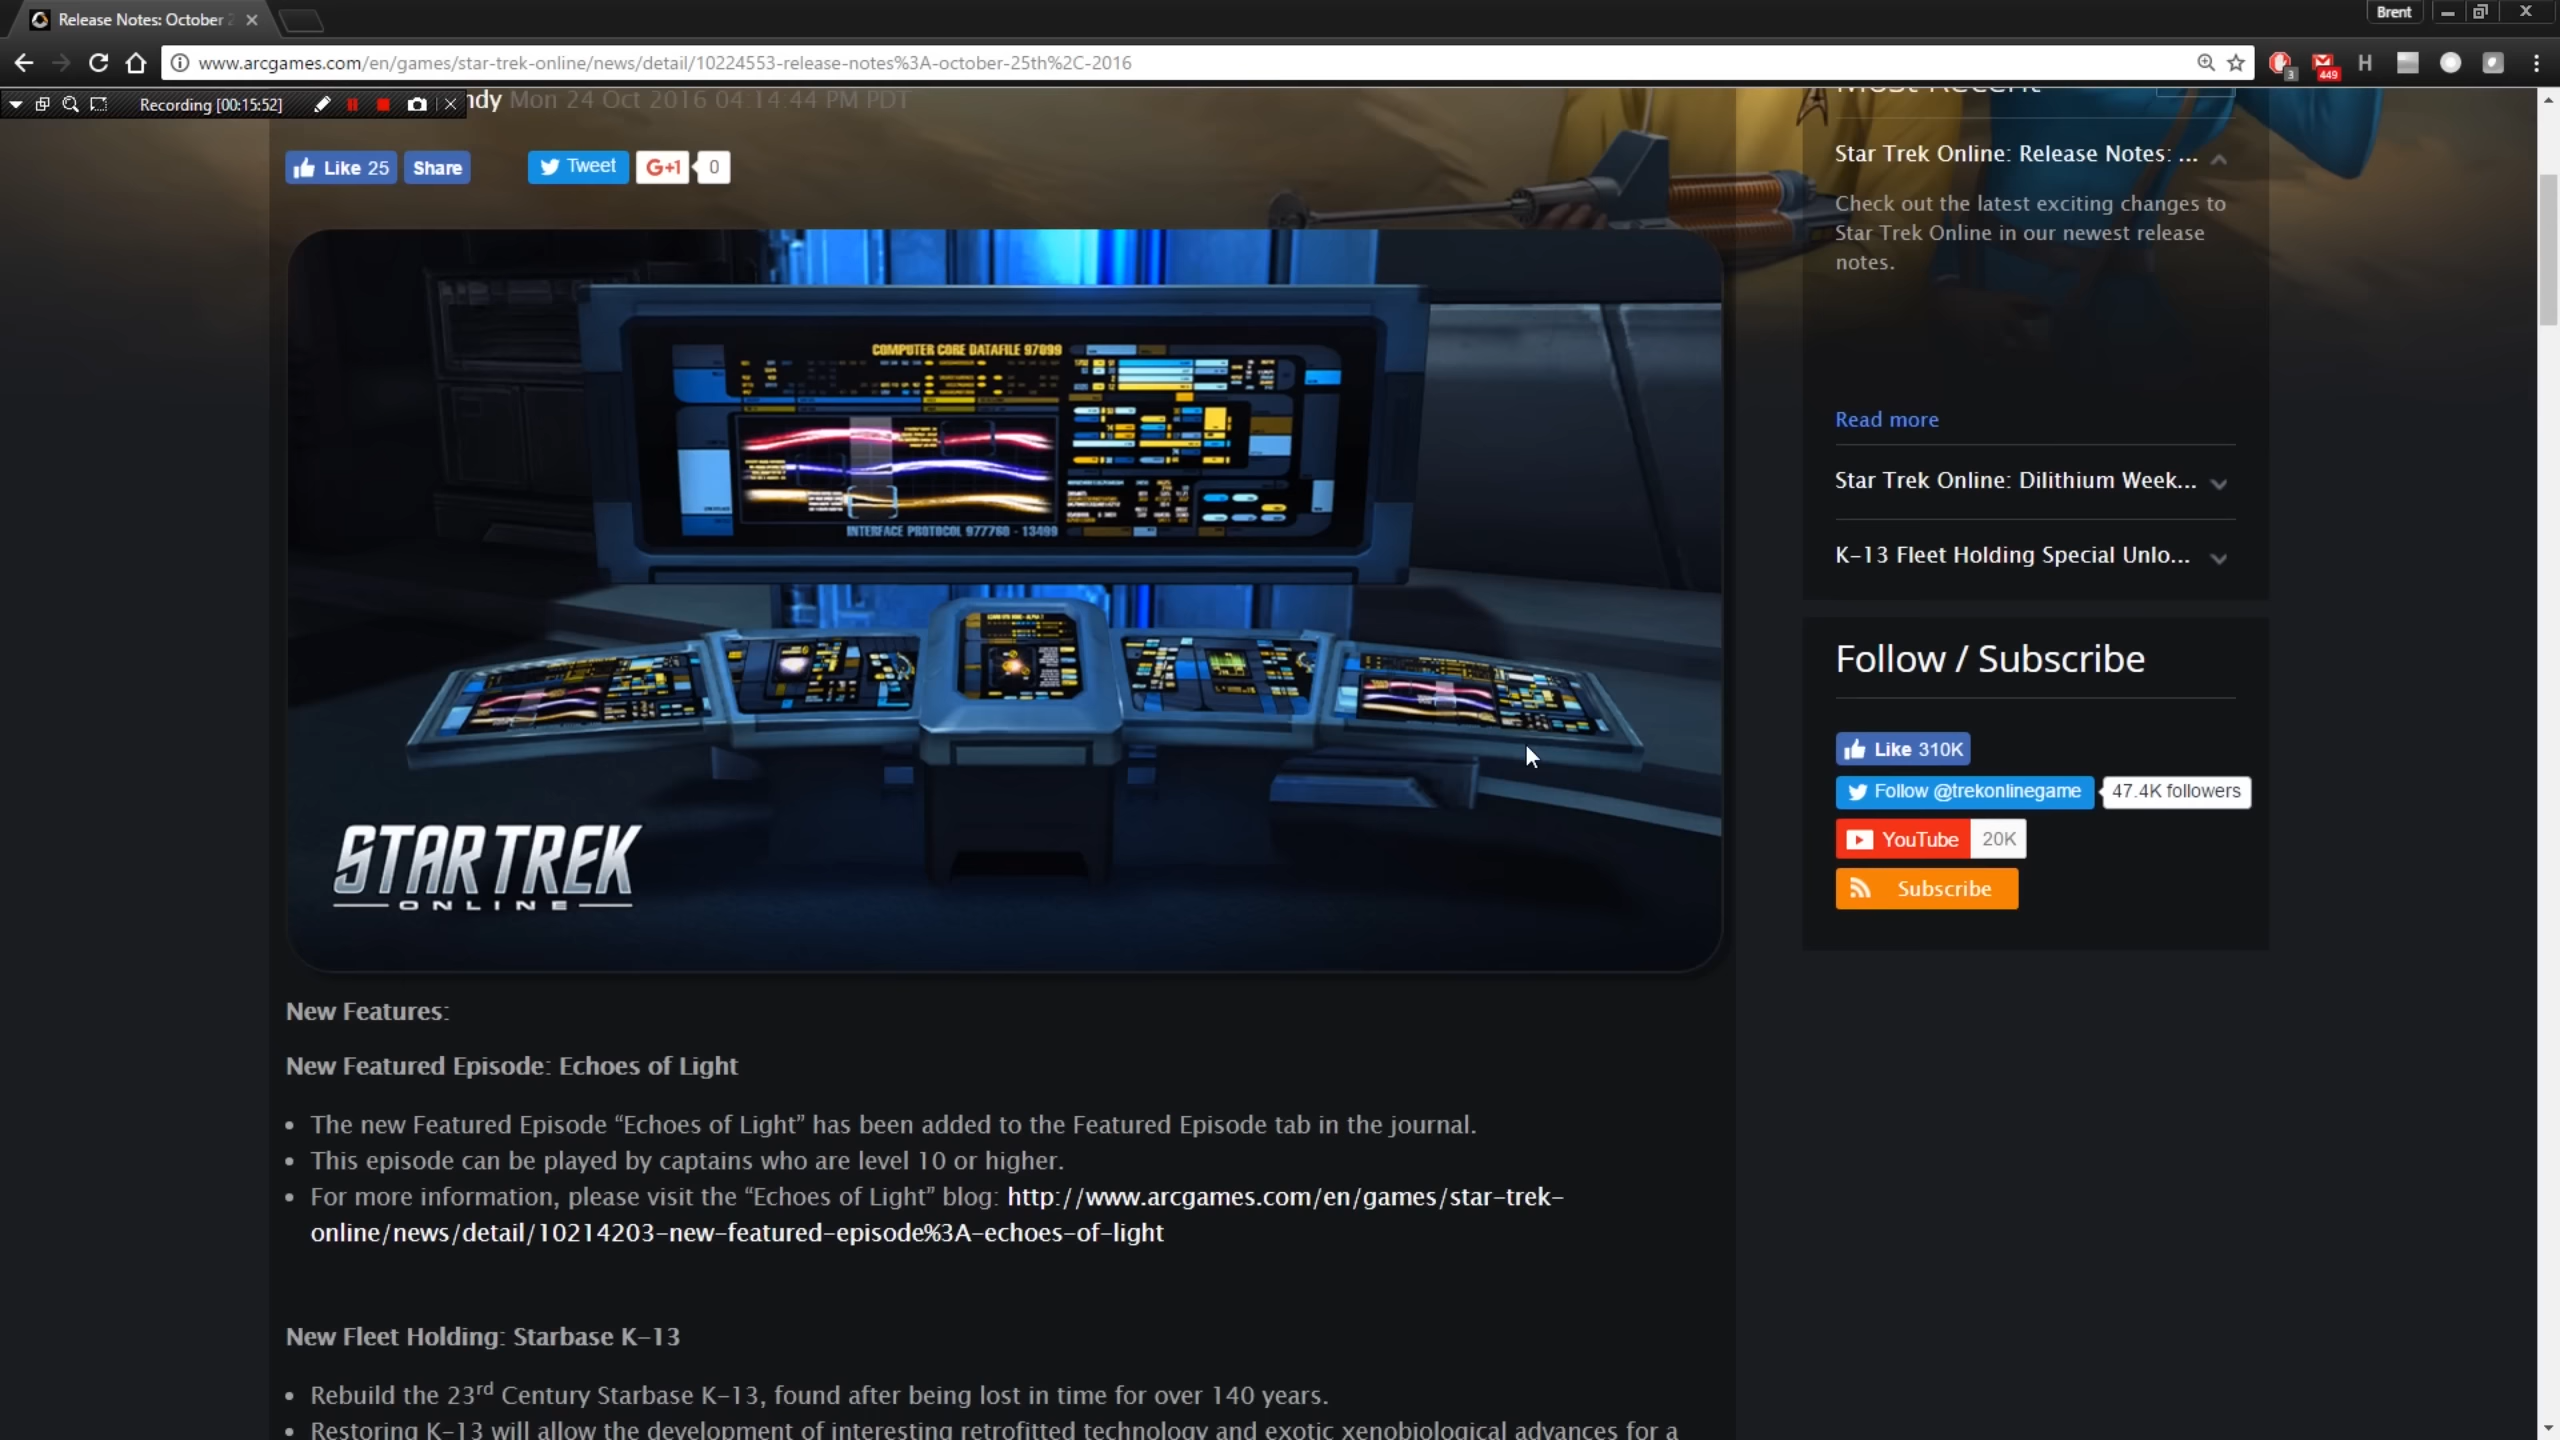 Release Notes: October 2
Brent
www.arcgames.com/en/games/star-trek-online/news/detail/10224553-release-notes%3A-october-25th%2C-2016
3
449
H
Recording [00:15:52]
ndy Mon 24 Oct 2016 04:14:44 PM PDT
Most Recent
Like 25
Share
Tweet
G+1
0
Star Trek Online: Release Notes: ...
Check out the latest exciting changes to
Star Trek Online in our newest release
notes.
Read more
Star Trek Online: Dilithium Week...
K-13 Fleet Holding Special Unlo...
COMPUTER CORE DATAFILE 97099
INTERFACE PROTOCOL 977760 - 13499
STAR TREK
ONLINE
Follow / Subscribe
Like 310K
Follow @trekonlinegame
47.4K followers
YouTube
20K
Subscribe
New Features:
New Featured Episode: Echoes of Light
• The new Featured Episode “Echoes of Light” has been added to the Featured Episode tab in the journal.
• This episode can be played by captains who are level 10 or higher.
• For more information, please visit the “Echoes of Light” blog: http://www.arcgames.com/en/games/star-trek-
online/news/detail/10214203-new-featured-episode%3A-echoes-of-light
New Fleet Holding: Starbase K-13
• Rebuild the 23rd Century Starbase K-13, found after being lost in time for over 140 years.
• Restoring K-13 will allow the development of interesting retrofitted technology and exotic xenobiological advances for a